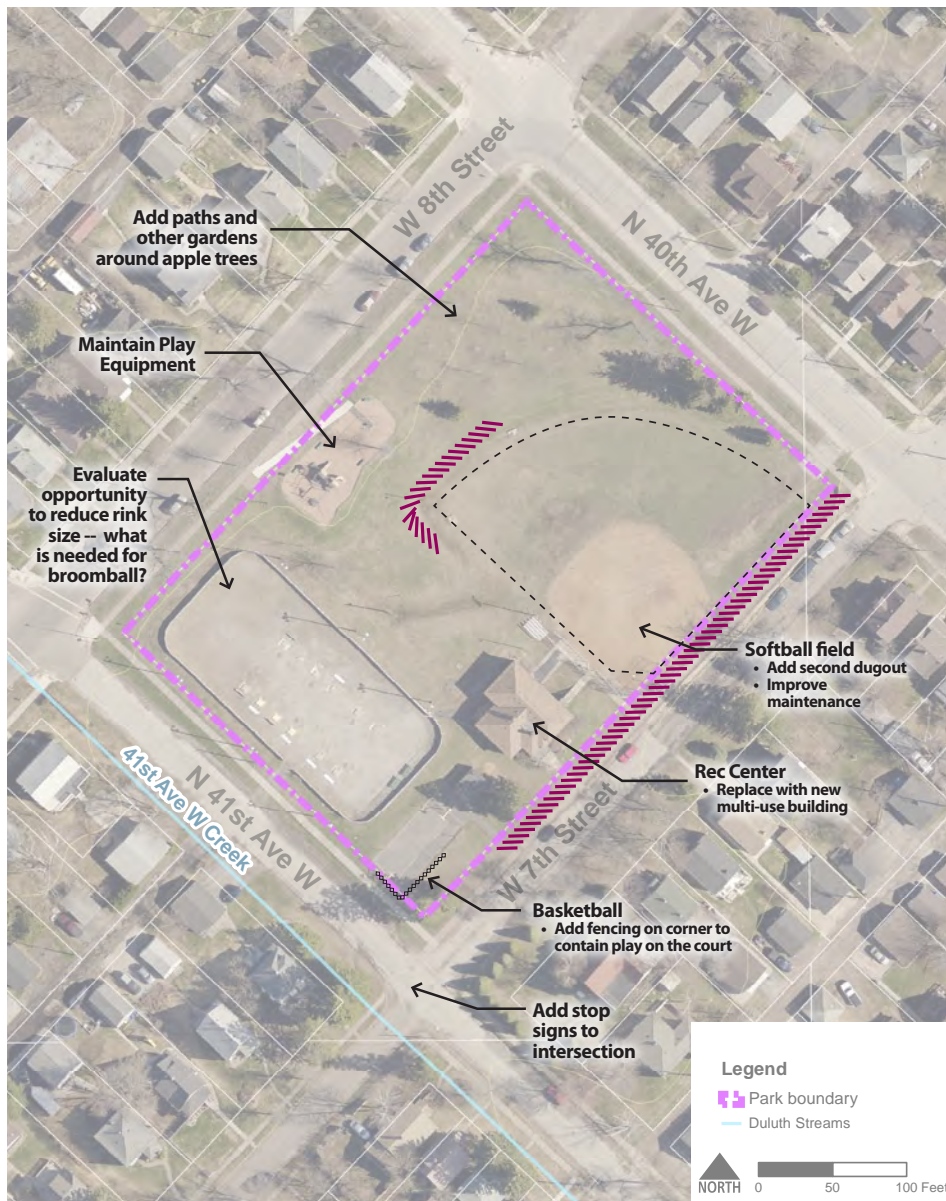 W 8th Street
N 40th Ave W
Add paths and
other gardens
around apple trees
Maintain Play
Equipment
Evaluate
opportunity
to reduce rink
size -- what
is needed for
broomball?
Softball field
• Add second dugout
• Improve
maintenance
Rec Center
• Replace with new
multi-use building
41st Ave W Creek
N 41st Ave W
W 7th Street
Basketball
• Add fencing on corner to
contain play on the court
Add stop
signs to
intersection
Legend
Park boundary
Duluth Streams
NORTH
0 50 100 Feet